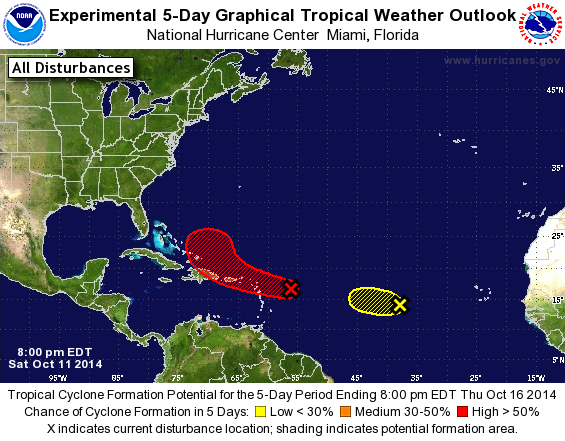 Experimental 5-Day Graphical Tropical Weather Outlook
National Hurricane Center Miami, Florida
NOAA
All Disturbances
www.hurricanes.gov
45°N
35°N
25°N
15°N
5°N
8:00 pm EDT
Sat Oct 11 2014
95°W 85°W 75°W 65°W 55°W 45°W 35°W 25°W 15°W
Tropical Cyclone Formation Potential for the 5-Day Period Ending 8:00 pm EDT Thu Oct 16 2014
Chance of Cyclone Formation in 5 Days: Low < 30% Medium 30-50% High > 50%
X indicates current disturbance location; shading indicates potential formation area.